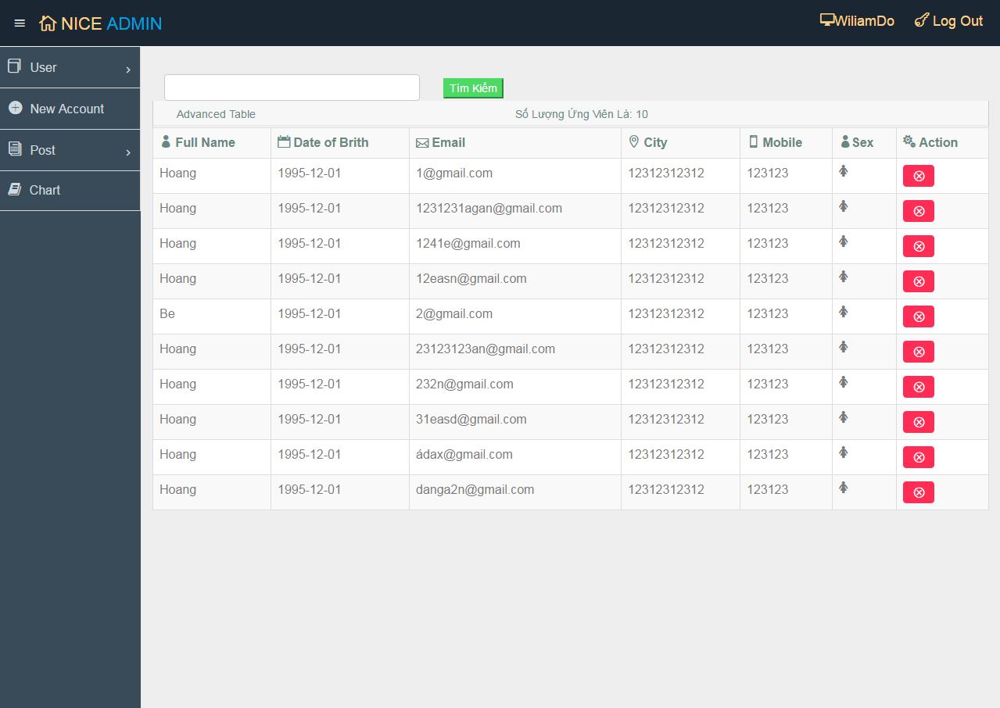 NICE ADMIN WiliamDo Log Out
User
New Account
Post
Chart
Tìm Kiếm
Advanced Table Số Lượng Ứng Viên Là: 10
Full Name Date of Brith Email City Mobile Sex Action
Hoang 1995-12-01 1@gmail.com 12312312312 123123
Hoang 1995-12-01 1231231agan@gmail.com 12312312312 123123
Hoang 1995-12-01 1241e@gmail.com 12312312312 123123
Hoang 1995-12-01 12easn@gmail.com 12312312312 123123
Be 1995-12-01 2@gmail.com 12312312312 123123
Hoang 1995-12-01 23123123an@gmail.com 12312312312 123123
Hoang 1995-12-01 232n@gmail.com 12312312312 123123
Hoang 1995-12-01 31easd@gmail.com 12312312312 123123
Hoang 1995-12-01 ádax@gmail.com 12312312312 123123
Hoang 1995-12-01 danga2n@gmail.com 12312312312 123123